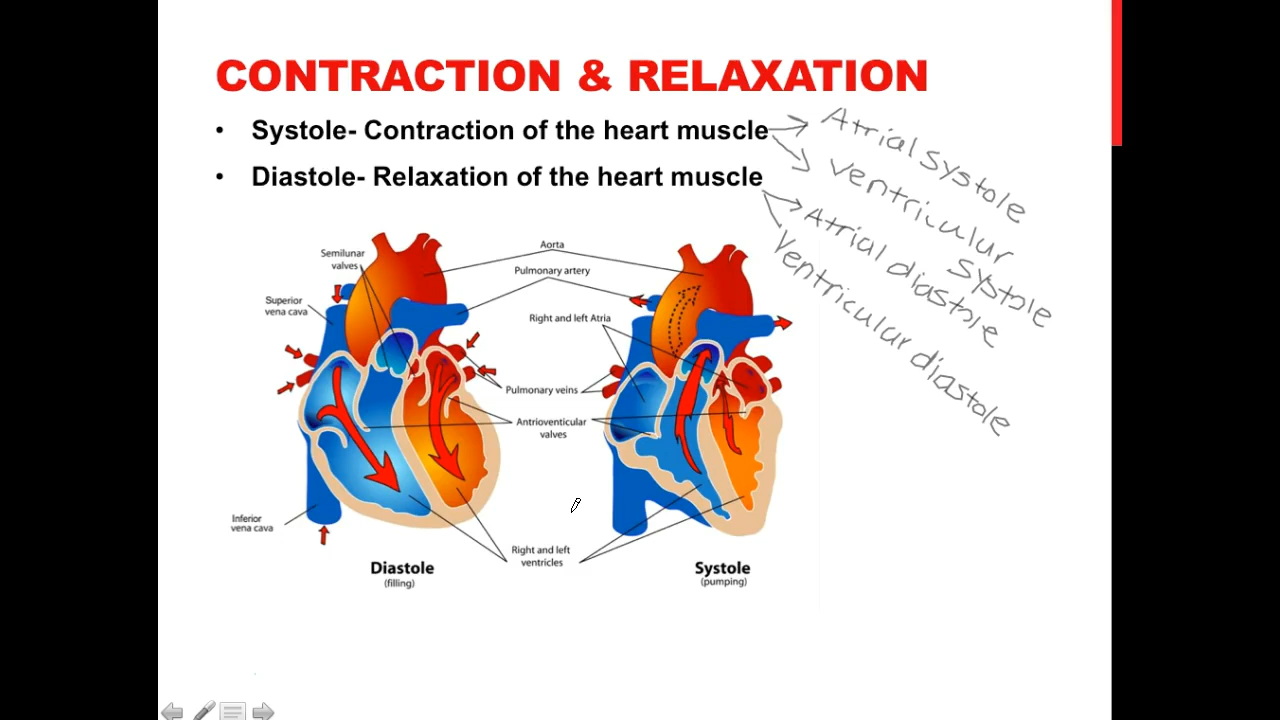 CONTRACTION & RELAXATION
• Systole- Contraction of the heart muscle
• Diastole- Relaxation of the heart muscle
Atrial systole
ventricular
systole
Atrial diastole
Ventricular diastole
Semilunar
valves
Superior
vena cava
Inferior
vena cava
Aorta
Pulmonary artery
Right and left Atria
Pulmonary veins
Antrioventicular
valves
Right and left
ventricles
Diastole
(filling)
Systole
(pumping)